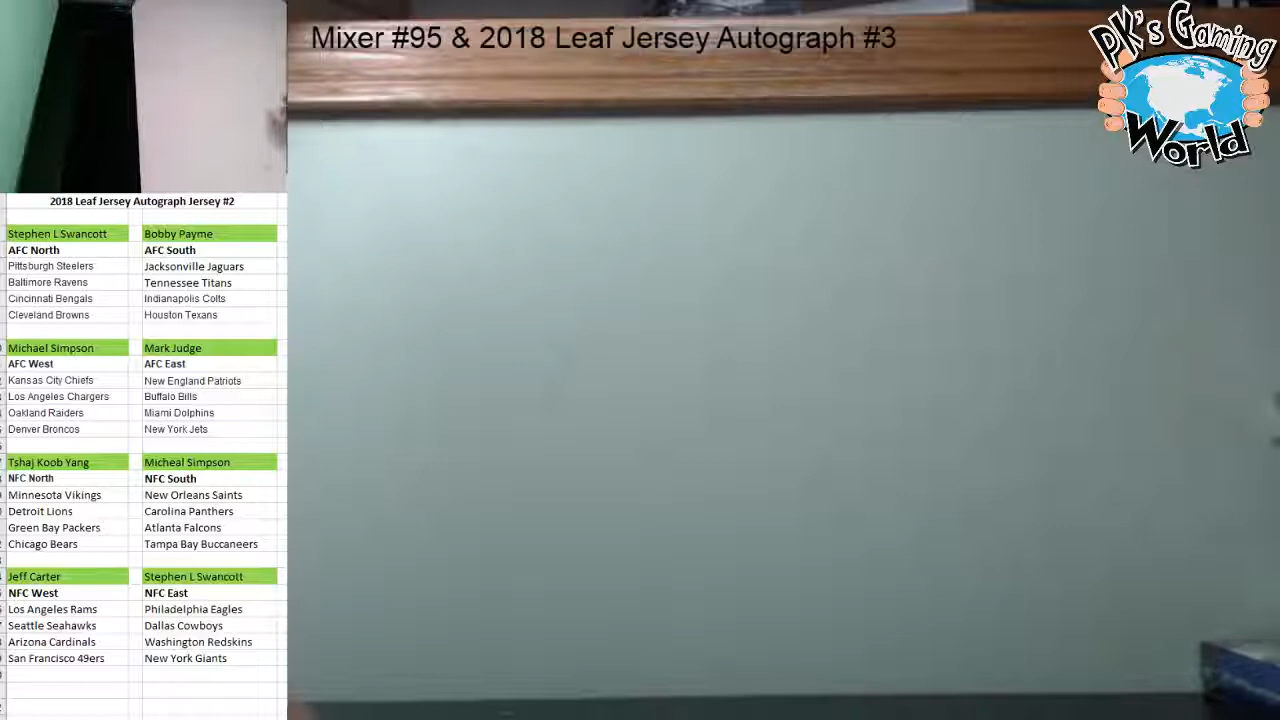 Mixer #95 & 2018 Leaf Jersey Autograph #3
PK's Gaming
World
2018 Leaf Jersey Autograph Jersey #2
Stephen L Swancott Bobby Payme
AFC North AFC South
Pittsburgh Steelers Jacksonville Jaguars
Baltimore Ravens Tennessee Titans
Cincinnati Bengals Indianapolis Colts
Cleveland Browns Houston Texans
Michael Simpson Mark Judge
AFC West AFC East
Kansas City Chiefs New England Patriots
Los Angeles Chargers Buffalo Bills
Oakland Raiders Miami Dolphins
Denver Broncos New York Jets
Tshaj Koob Yang Micheal Simpson
NFC North NFC South
Minnesota Vikings New Orleans Saints
Detroit Lions Carolina Panthers
Green Bay Packers Atlanta Falcons
Chicago Bears Tampa Bay Buccaneers
Jeff Carter Stephen L Swancott
NFC West NFC East
Los Angeles Rams Philadelphia Eagles
Seattle Seahawks Dallas Cowboys
Arizona Cardinals Washington Redskins
San Francisco 49ers New York Giants